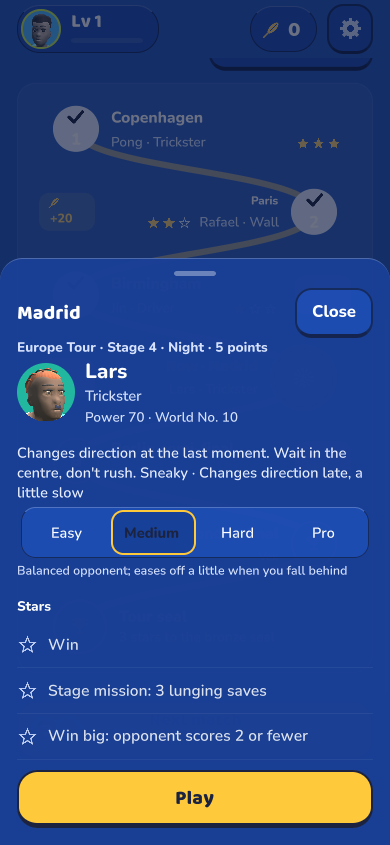 Lv 1
0
Copenhagen
1
Pong · Trickster
Paris
2
+20
Rafael · Wall
Madrid
Close
Europe Tour · Stage 4 · Night · 5 points
Lars
Trickster
Power 70 · World No. 10
Changes direction at the last moment. Wait in the
centre, don't rush. Sneaky · Changes direction late, a
little slow
Easy
Medium
Hard
Pro
Balanced opponent; eases off a little when you fall behind
Stars
Win
Stage mission: 3 lunging saves
Win big: opponent scores 2 or fewer
Play